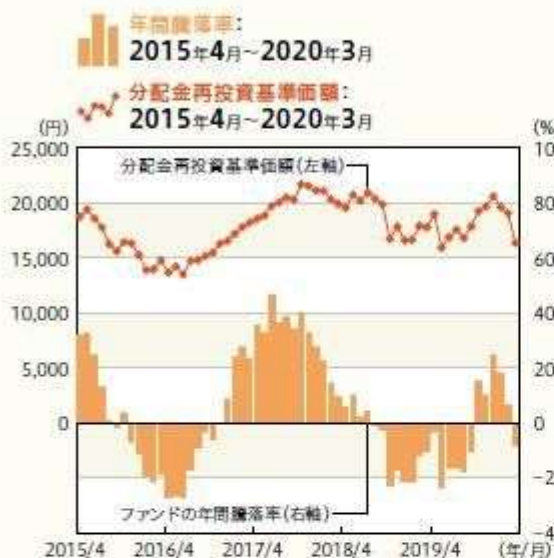 年間騰落率:
2015年4月~2020年3月
分配金再投資基準価額:
2015年4月~2020年3月
(円)
(%
25,000
20,000
15,000
10,000
5,000
0
10
80
60
40
20
0
-2
-4
分配金再投資基準価額(左軸)
ファンドの年間騰落率(右軸)
2015/4 2016/4 2017/4 2018/4 2019/4 (年/月)